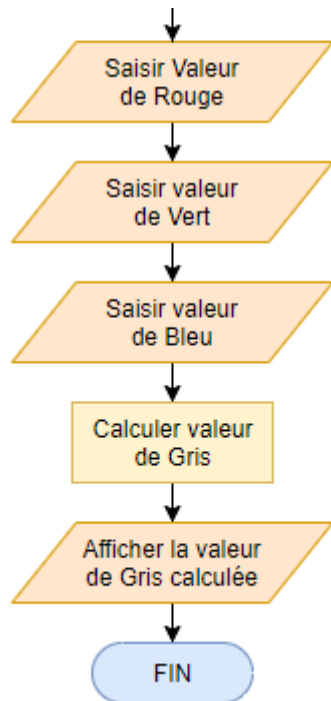 Saisir Valeur
de Rouge
Saisir valeur
de Vert
Saisir valeur
de Bleu
Calculer valeur
de Gris
Afficher la valeur
de Gris calculée
FIN